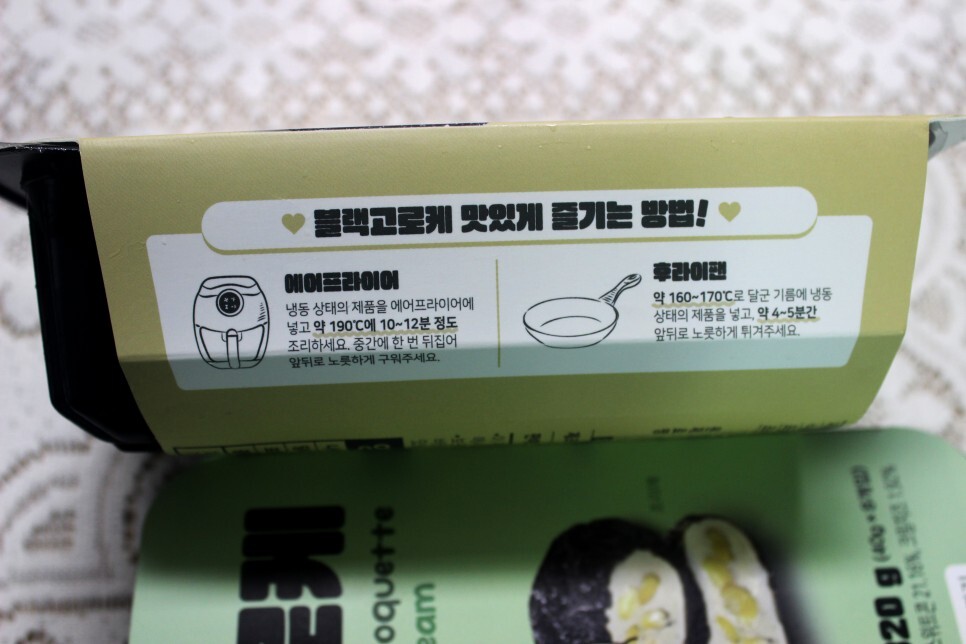 블랙고로케 맛있게 즐기는 방법!
에어프라이어
냉동 상태의 제품을 에어프라이어에
넣고 약 190℃에 10~12분 정도
조리하세요. 중간에 한 번 뒤집어
앞뒤로 노릇하게 구워주세요.
후라이팬
약 160~170℃로 달군 기름에 냉동
상태의 제품을 넣고, 약 4~5분간
앞뒤로 노릇하게 튀겨주세요.
oquette
eam